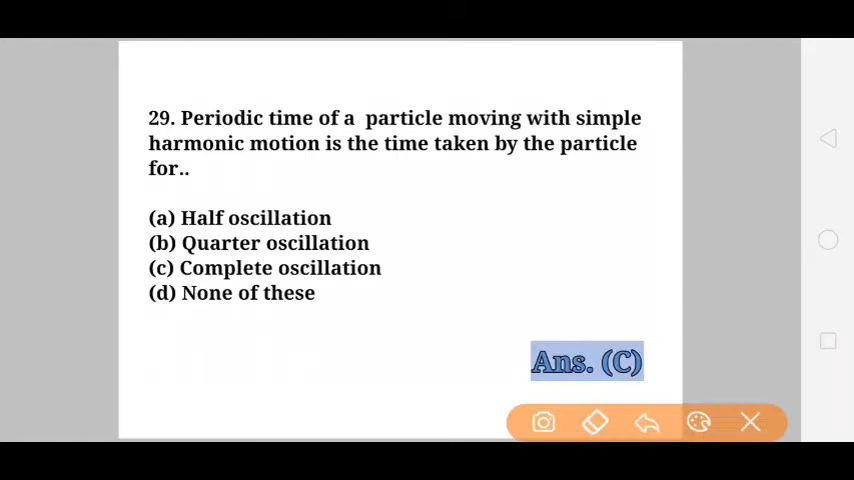 29. Periodic time of a particle moving with simple
harmonic motion is the time taken by the particle
for..
(a) Half oscillation
(b) Quarter oscillation
(c) Complete oscillation
(d) None of these
Ans. (C)